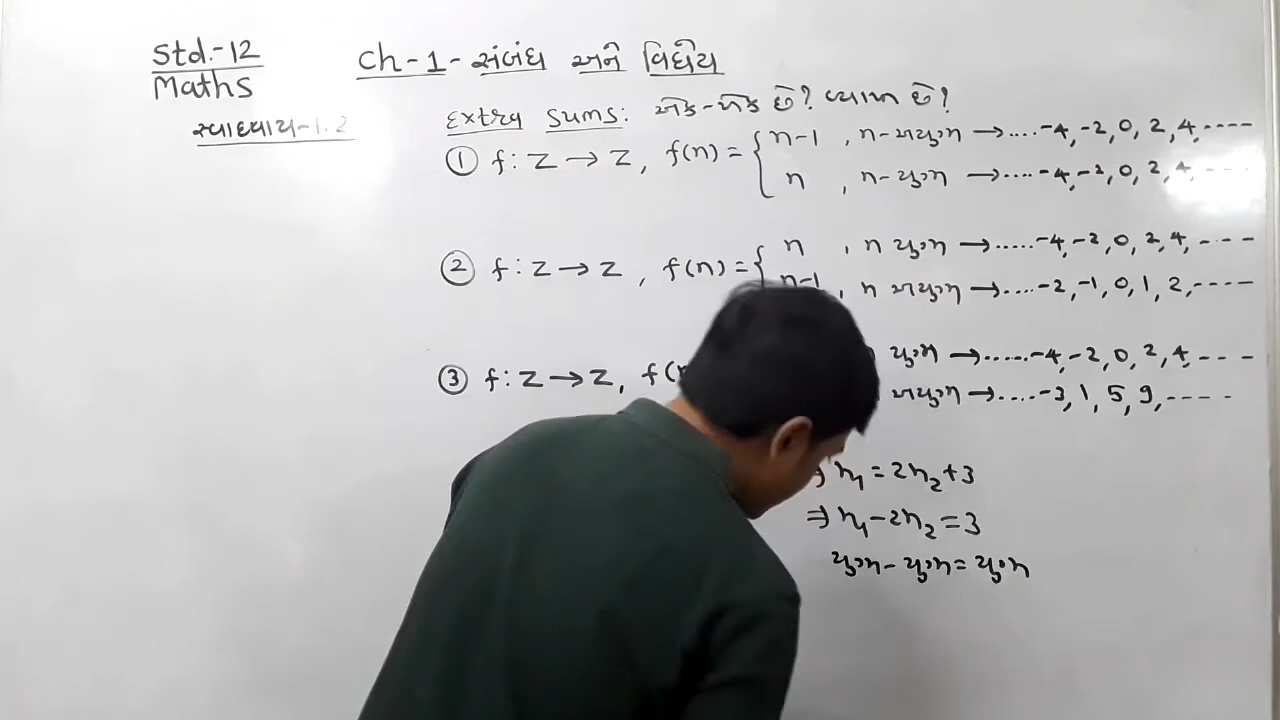 Std.-12
Maths
Ch-1-સંબંધ અને વિધેય
સ્વાધ્યાય-1.2
Extra Sums: એક-એક છે? વ્યાપ્ત છે?
① f: Z → Z, f(n) = { n-1 , n-અયુગ્મ → ....-4, -2, 0, 2, 4, ----
n , n-યુગ્મ → ....-4, -2, 0, 2, 4, ----
② f: Z → Z , f(n) = { n , n યુગ્મ → .....-4, -2, 0, 2, 4, ----
n-1 , n અયુગ્મ → ....-2, -1, 0, 1, 2, ----
③ f: Z → Z, f( યુગ્મ → ......-4, -2, 0, 2, 4, ---
અયુગ્મ → ....-3, 1, 5, 9, ----
⇒ n₁ = 2n₂+3
⇒ n₁-2n₂ = 3
યુગ્મ - યુગ્મ = યુગ્મ